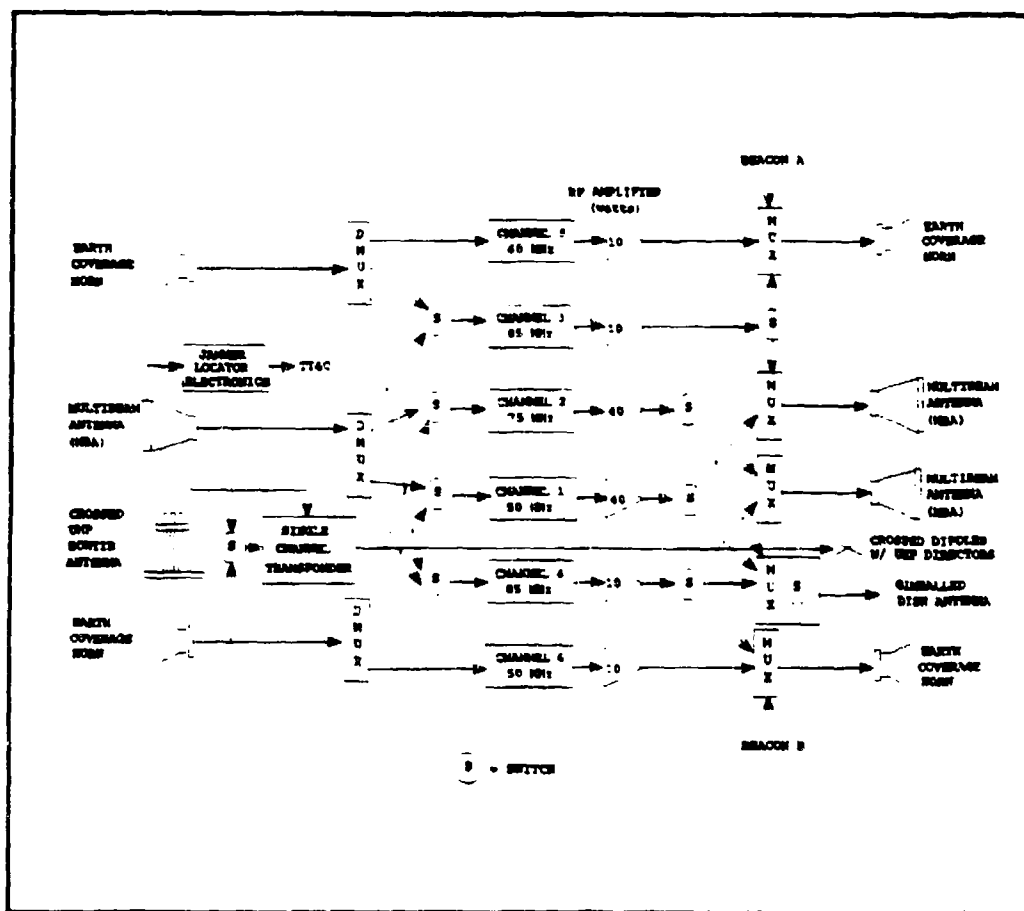 BEACON A
RF AMPLIFIER
(Watts)
EARTH
COVERAGE
HORN
D
M
U
X
CHANNEL 5
60 MHz
10
M
U
X
EARTH
COVERAGE
HORN
S
CHANNEL 3
85 MHz
10
S
JAMMER
LOCATOR
ELECTRONICS
TT&C
MULTIBEAM
ANTENNA
(MBA)
D
M
U
X
S
CHANNEL 2
75 MHz
40
S
M
U
X
MULTIBEAM
ANTENNA
(MBA)
S
CHANNEL 1
50 MHz
40
S
M
U
X
MULTIBEAM
ANTENNA
(MBA)
CROSSED
UHF
BOWTIE
ANTENNA
S
SINGLE
CHANNEL
TRANSPONDER
CROSSED DIPOLES
W/ UHF DIRECTORS
S
CHANNEL 4
85 MHz
10
S
M
U
X
S
GIMBALLED
DISH ANTENNA
EARTH
COVERAGE
HORN
D
M
U
X
CHANNEL 6
50 MHz
10
M
U
X
EARTH
COVERAGE
HORN
BEACON B
S = SWITCH